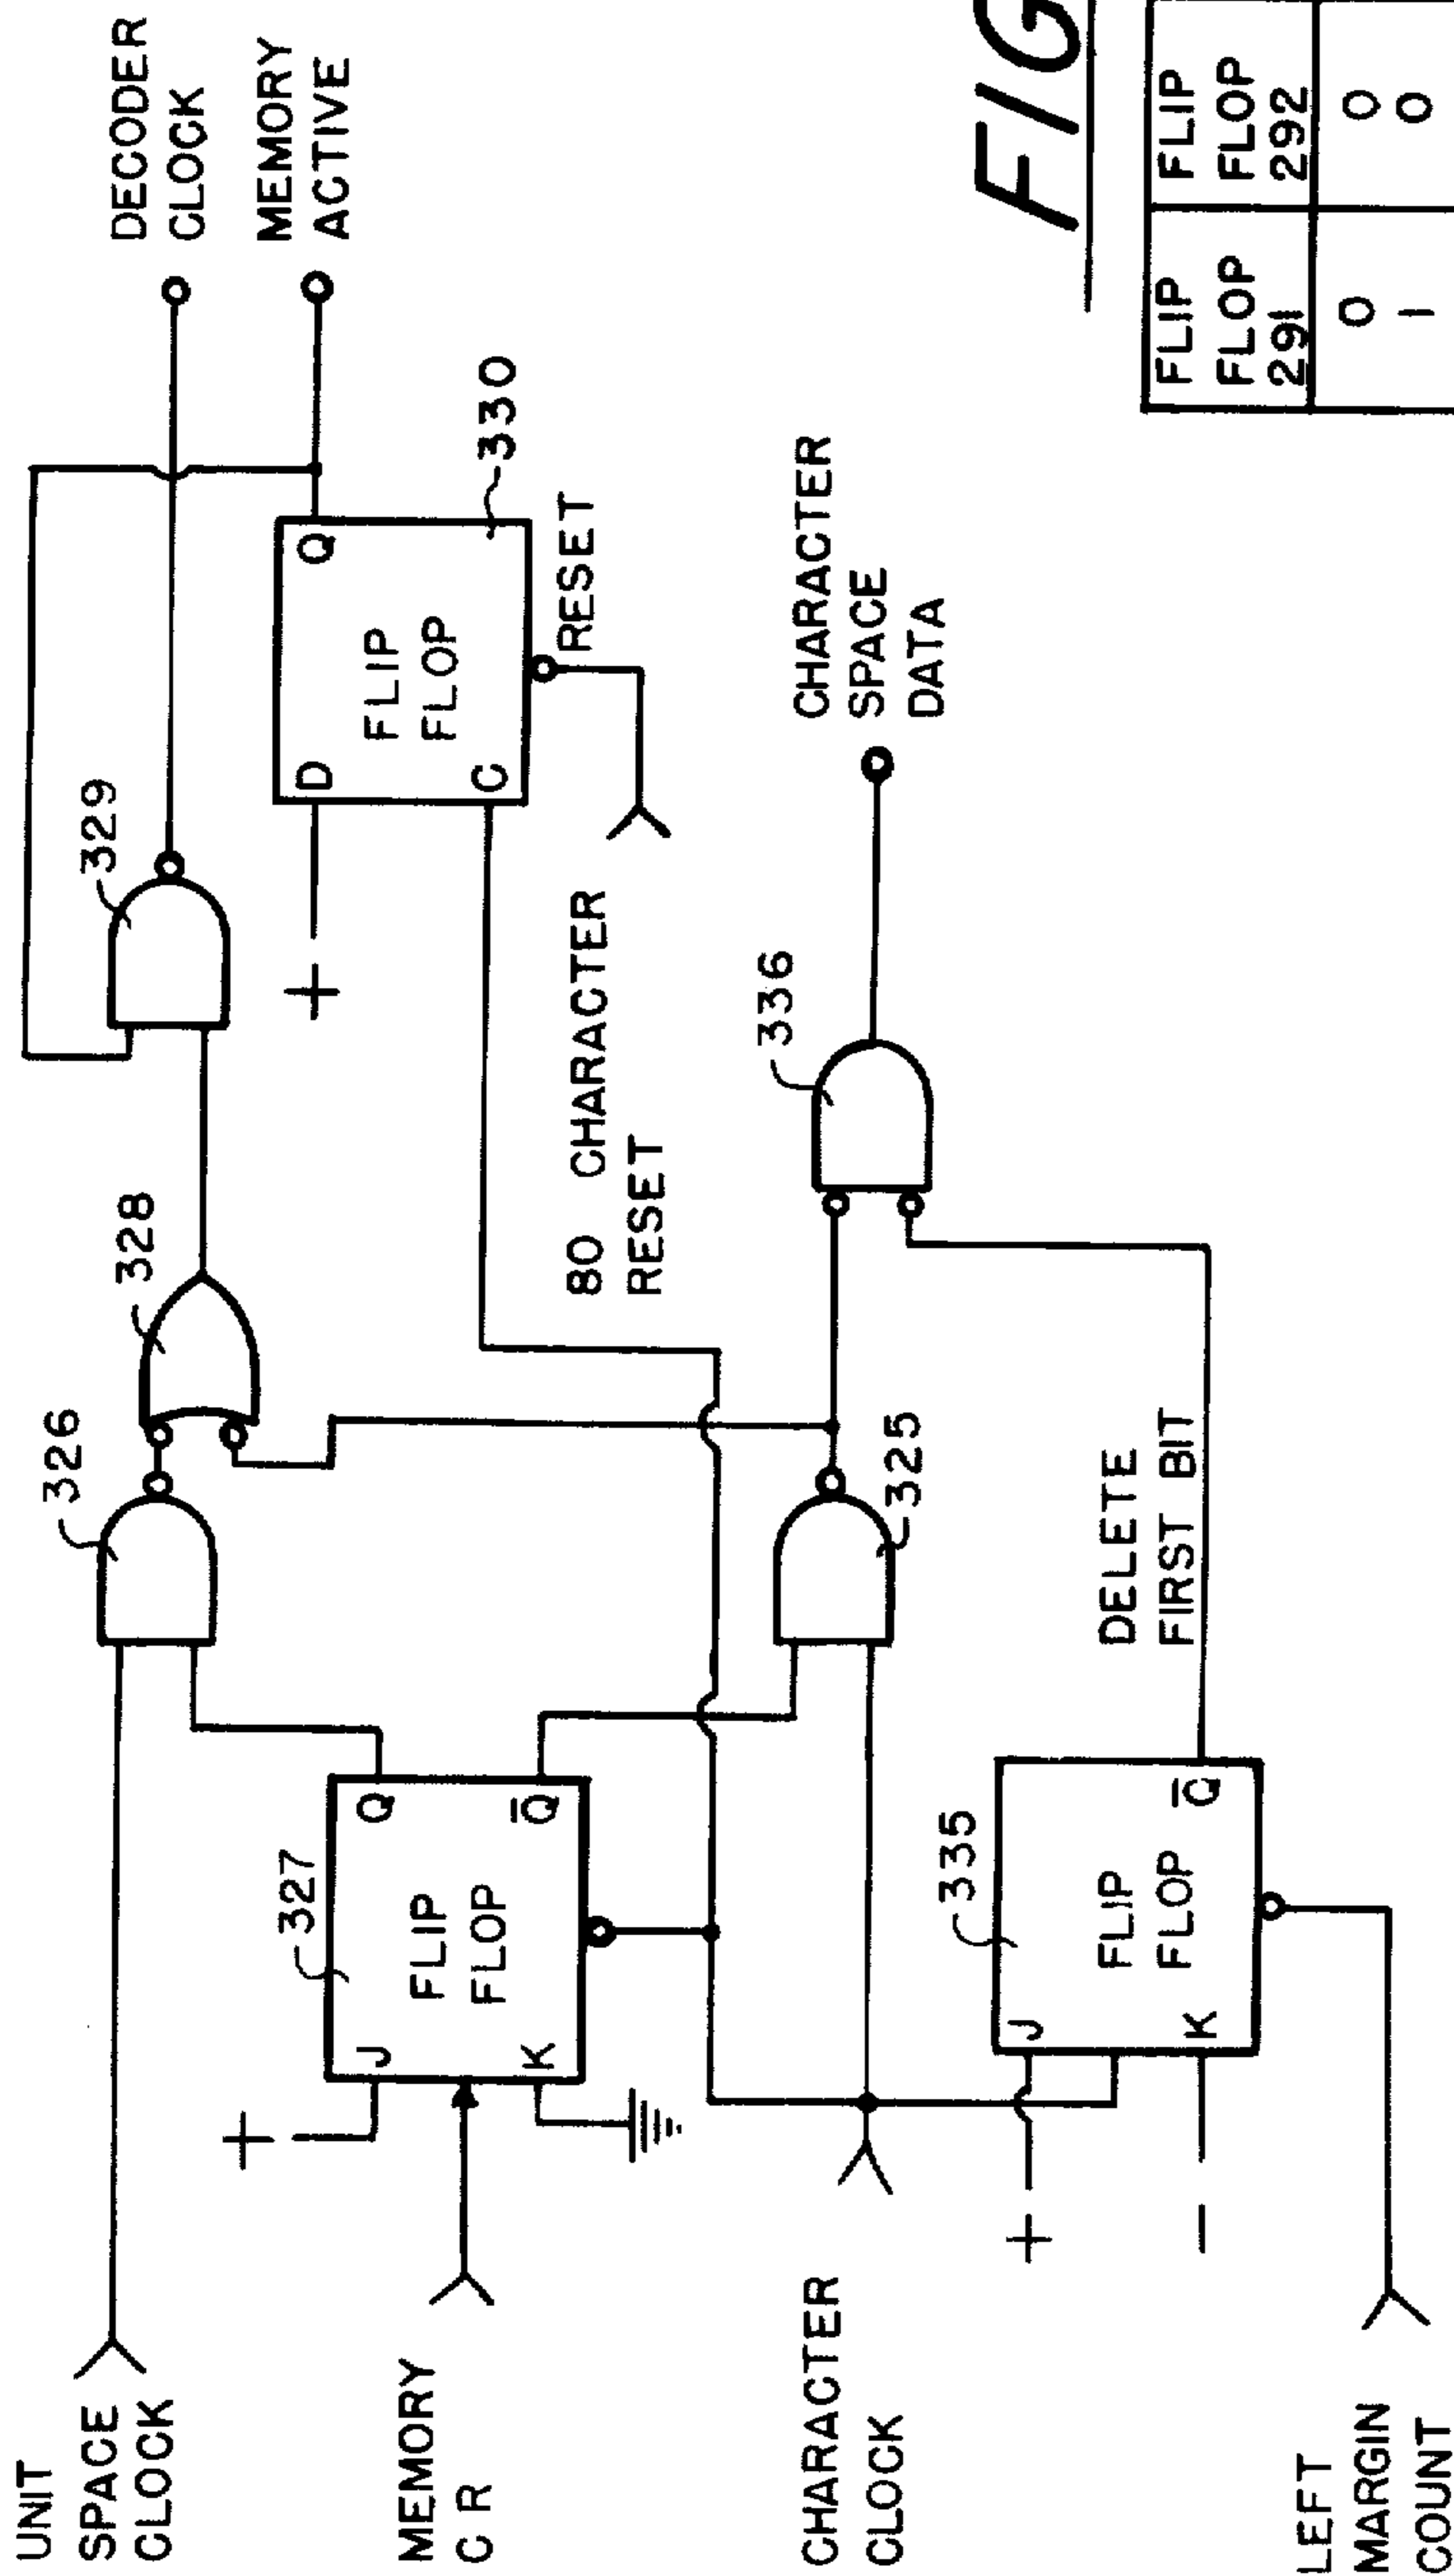 UNIT
SPACE
CLOCK
MEMORY
C R
CHARACTER
CLOCK
LEFT
MARGIN
COUNT
+
J
K
Q
Q̅
FLIP
FLOP
327
326
325
328
329
+
D
C
Q
FLIP
FLOP
330
RESET
80 CHARACTER
RESET
DECODER
CLOCK
MEMORY
ACTIVE
+
−
J
K
Q̅
FLIP
FLOP
335
DELETE
FIRST BIT
336
CHARACTER
SPACE
DATA
FIG
FLIP
FLOP
291
FLIP
FLOP
292
0 0
1 0